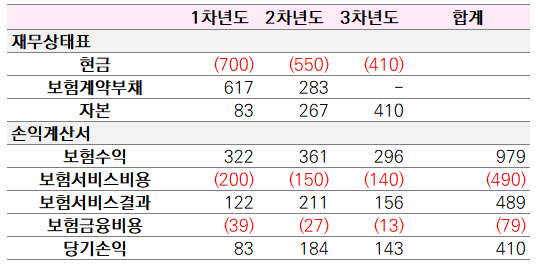 1차년도 2차년도 3차년도 합계
재무상태표
현금 (700) (550) (410)
보험계약부채 617 283 -
자본 83 267 410
손익계산서
보험수익 322 361 296 979
보험서비스비용 (200) (150) (140) (490)
보험서비스결과 122 211 156 489
보험금융비용 (39) (27) (13) (79)
당기손익 83 184 143 410